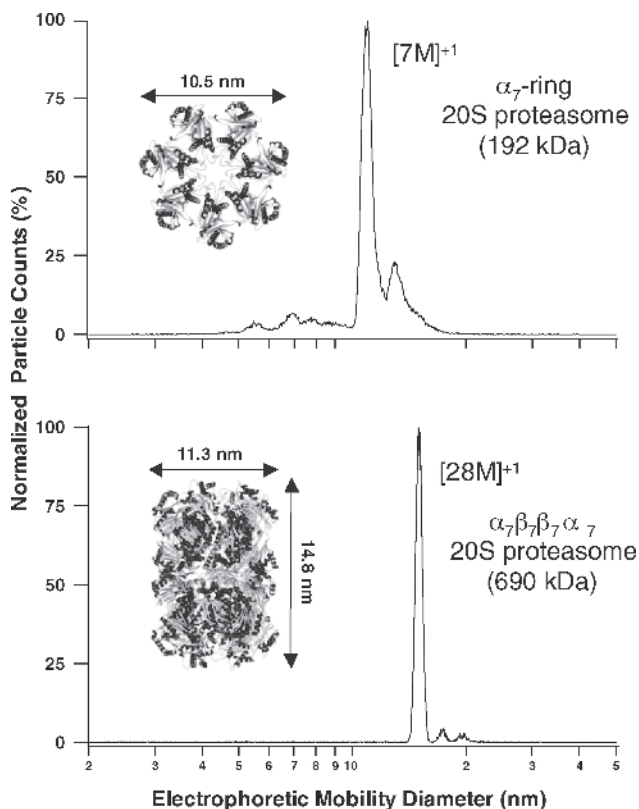 Normalized Particle Counts (%)
100
75
50
25
0
10.5 nm
[7M]+1
α7-ring
20S proteasome
(192 kDa)
100
75
50
25
0
11.3 nm
14.8 nm
[28M]+1
α7β7β7α 7
20S proteasome
(690 kDa)
2 3 4 5 6 7 8 9 10 2 3 4 5
Electrophoretic Mobility Diameter (nm)